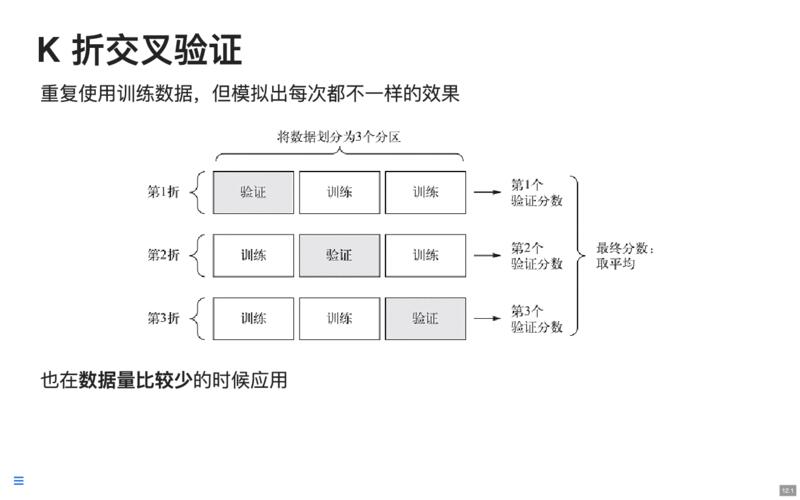 K 折交叉验证
重复使用训练数据，但模拟出每次都不一样的效果
将数据划分为3个分区
第1折 验证 训练 训练 第1个
验证分数
第2折 训练 验证 训练 第2个
验证分数
最终分数：
取平均
第3折 训练 训练 验证 第3个
验证分数
也在数据量比较少的时候应用
12.1